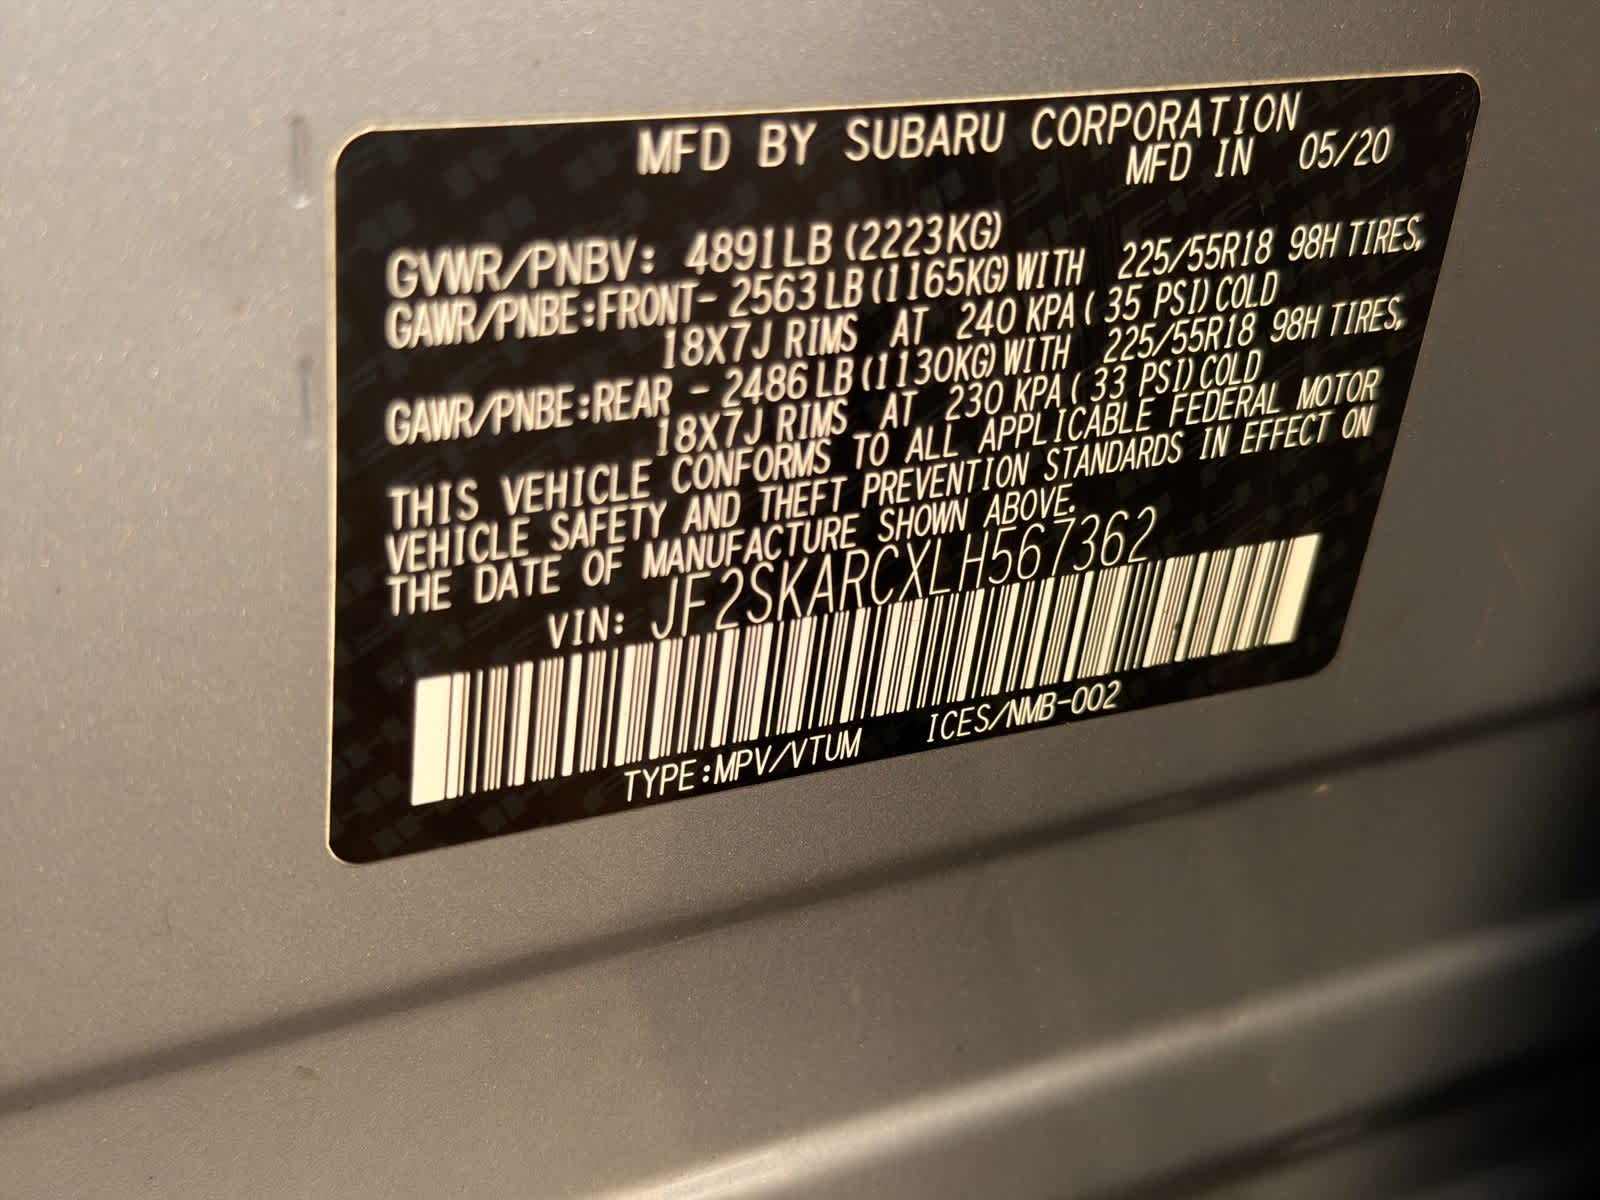 MFD BY SUBARU CORPORATION
MFD IN 05/20
GVWR/PNBV: 4891LB (2223KG)
GAWR/PNBE:FRONT- 2563LB (1165KG) WITH 225/55R18 98H TIRES,
18X7J RIMS AT 240 KPA ( 35 PSI) COLD
GAWR/PNBE:REAR - 2486LB (1130KG) WITH 225/55R18 98H TIRES,
18X7J RIMS AT 230 KPA ( 33 PSI) COLD
THIS VEHICLE CONFORMS TO ALL APPLICABLE FEDERAL MOTOR
VEHICLE SAFETY AND THEFT PREVENTION STANDARDS IN EFFECT ON
THE DATE OF MANUFACTURE SHOWN ABOVE.
VIN: JF2SKARCXLH567362
TYPE:MPV/VTUM ICES/NMB-002